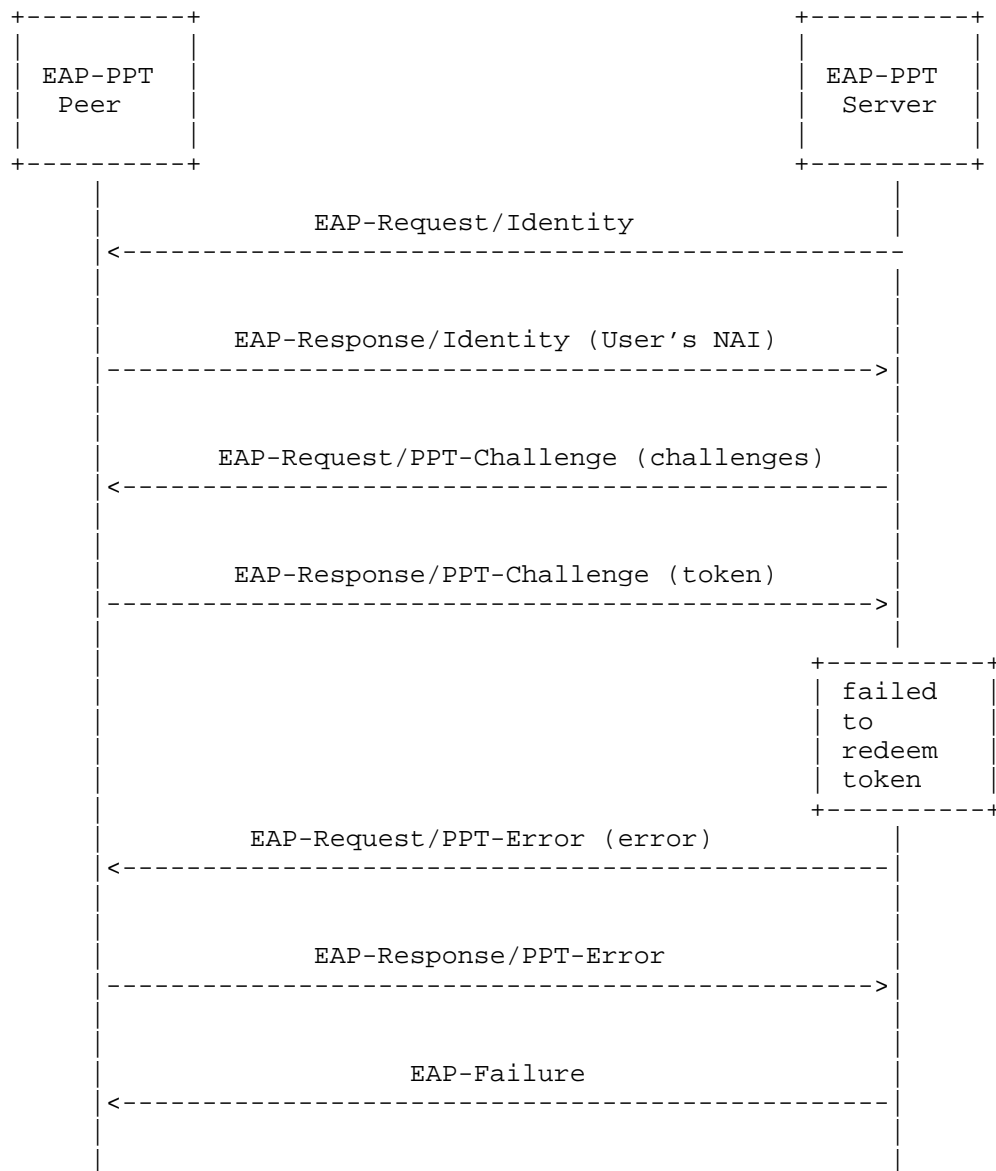 EAP-PPT EAP-PPT
Peer Server
EAP-Request/Identity
EAP-Response/Identity (User’s NAI)
EAP-Request/PPT-Challenge (challenges)
EAP-Response/PPT-Challenge (token)
failed
to
redeem
token
EAP-Request/PPT-Error (error)
EAP-Response/PPT-Error
EAP-Failure